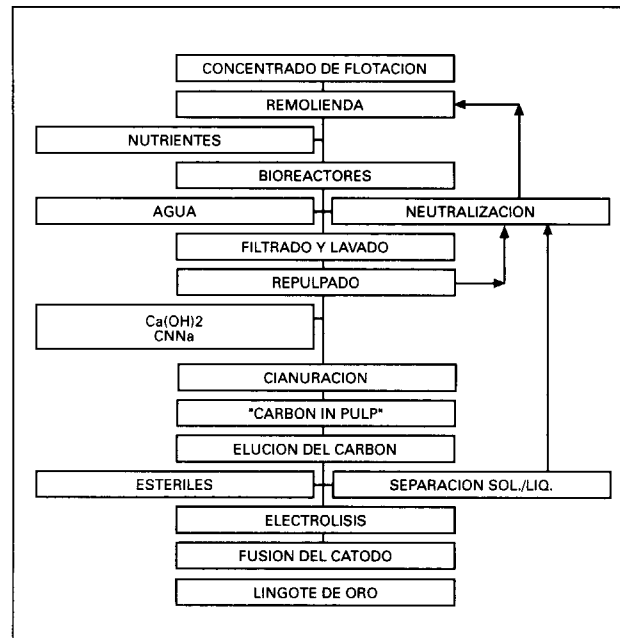 CONCENTRADO DE FLOTACION
REMOLIENDA
NUTRIENTES
BIOREACTORES
AGUA
NEUTRALIZACION
FILTRADO Y LAVADO
REPULPADO
Ca(OH)2
CNNa
CIANURACION
"CARBON IN PULP"
ELUCION DEL CARBON
ESTERILES
SEPARACION SOL./LIQ.
ELECTROLISIS
FUSION DEL CATODO
LINGOTE DE ORO